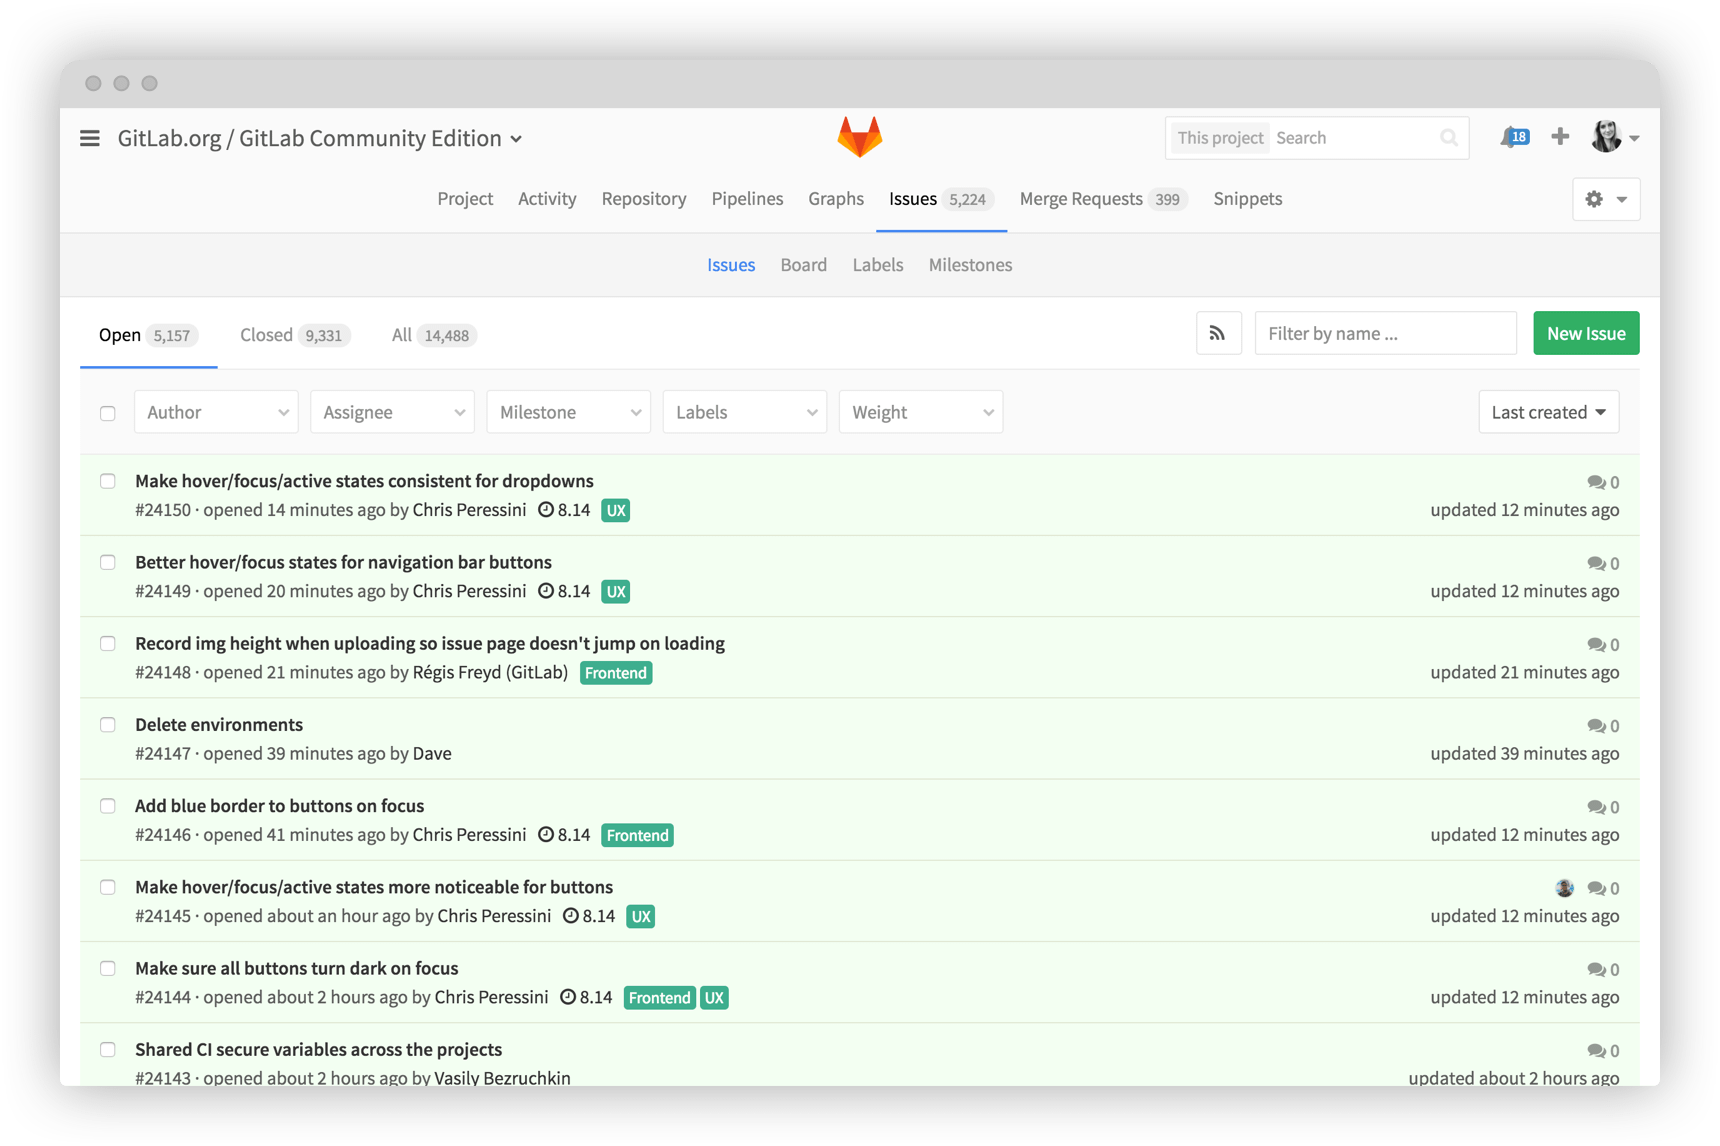 GitLab.org / GitLab Community Edition
This project Search
18
Project Activity Repository Pipelines Graphs Issues 5,224 Merge Requests 399 Snippets
Issues Board Labels Milestones
Open 5,157 Closed 9,331 All 14,488
Filter by name ...
New Issue
Author Assignee Milestone Labels Weight Last created
Make hover/focus/active states consistent for dropdowns 0
#24150 · opened 14 minutes ago by Chris Peressini 8.14 UX updated 12 minutes ago
Better hover/focus states for navigation bar buttons 0
#24149 · opened 20 minutes ago by Chris Peressini 8.14 UX updated 12 minutes ago
Record img height when uploading so issue page doesn't jump on loading 0
#24148 · opened 21 minutes ago by Régis Freyd (GitLab) Frontend updated 21 minutes ago
Delete environments 0
#24147 · opened 39 minutes ago by Dave updated 39 minutes ago
Add blue border to buttons on focus 0
#24146 · opened 41 minutes ago by Chris Peressini 8.14 Frontend updated 12 minutes ago
Make hover/focus/active states more noticeable for buttons 0
#24145 · opened about an hour ago by Chris Peressini 8.14 UX updated 12 minutes ago
Make sure all buttons turn dark on focus 0
#24144 · opened about 2 hours ago by Chris Peressini 8.14 Frontend UX updated 12 minutes ago
Shared CI secure variables across the projects 0
#24143 · opened about 2 hours ago by Vasily Bezruchkin updated about 2 hours ago